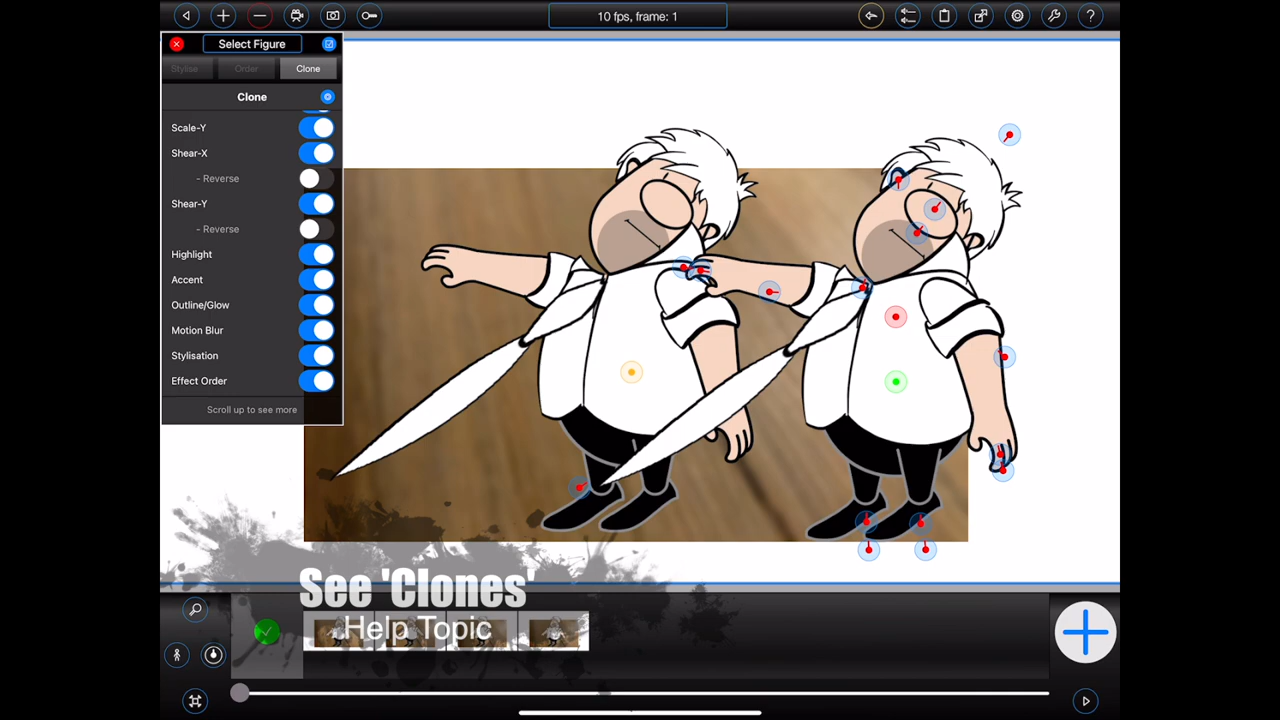 10 fps, frame: 1
?
Select Figure
Stylise
Order
Clone
Clone
Scale-Y
Shear-X
- Reverse
Shear-Y
- Reverse
Highlight
Accent
Outline/Glow
Motion Blur
Stylisation
Effect Order
Scroll up to see more
See 'Clones'
Help Topic